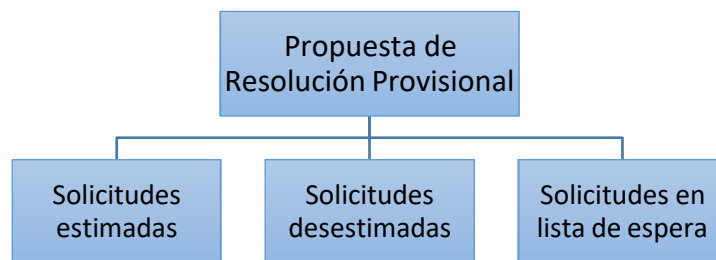 Propuesta de
Resolución Provisional
Solicitudes
estimadas
Solicitudes
desestimadas
Solicitudes en
lista de espera